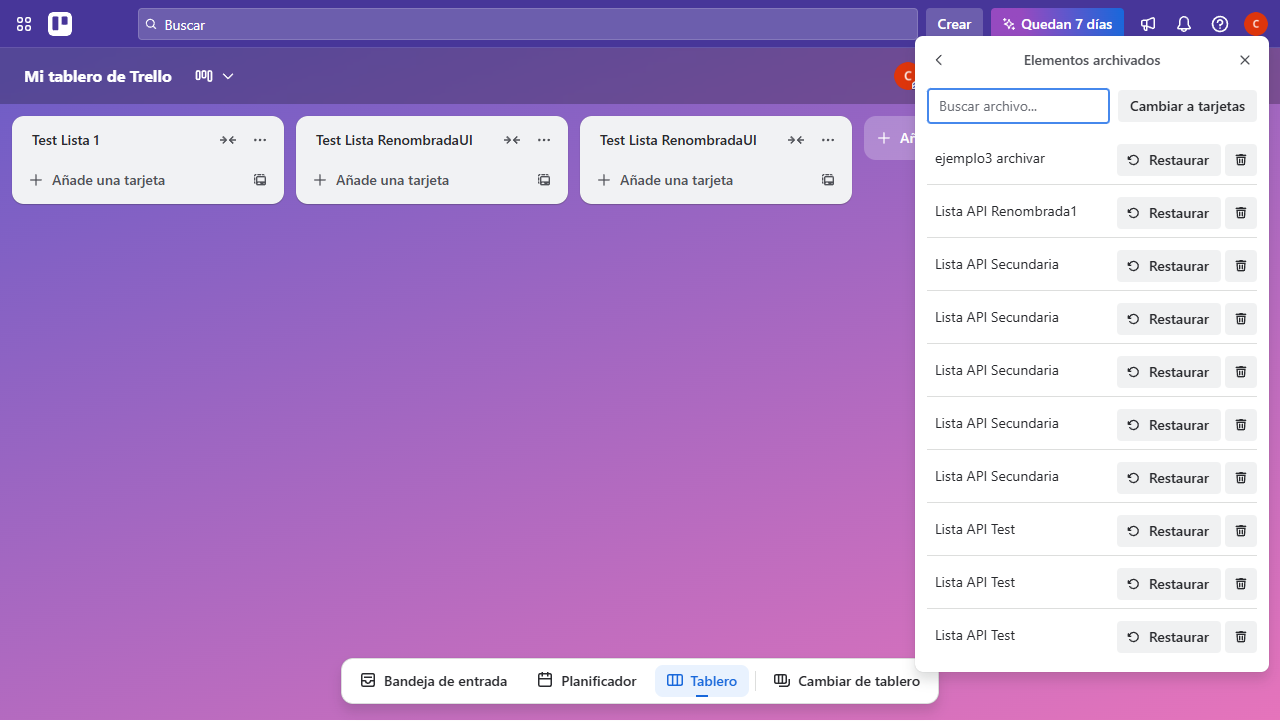 Buscar
Crear
Quedan 7 días
C
Mi tablero de Trello
C
Elementos archivados
Cambiar a tarjetas
Buscar archivo...
Test Lista 1
Añade una tarjeta
Test Lista RenombradaUI
Añade una tarjeta
Test Lista RenombradaUI
Añade una tarjeta
ejemplo3 archivar
Restaurar
Lista API Renombrada1
Restaurar
Lista API Secundaria
Restaurar
Lista API Secundaria
Restaurar
Lista API Secundaria
Restaurar
Lista API Secundaria
Restaurar
Lista API Secundaria
Restaurar
Lista API Test
Restaurar
Lista API Test
Restaurar
Lista API Test
Restaurar
Bandeja de entrada
Planificador
Tablero
Cambiar de tablero